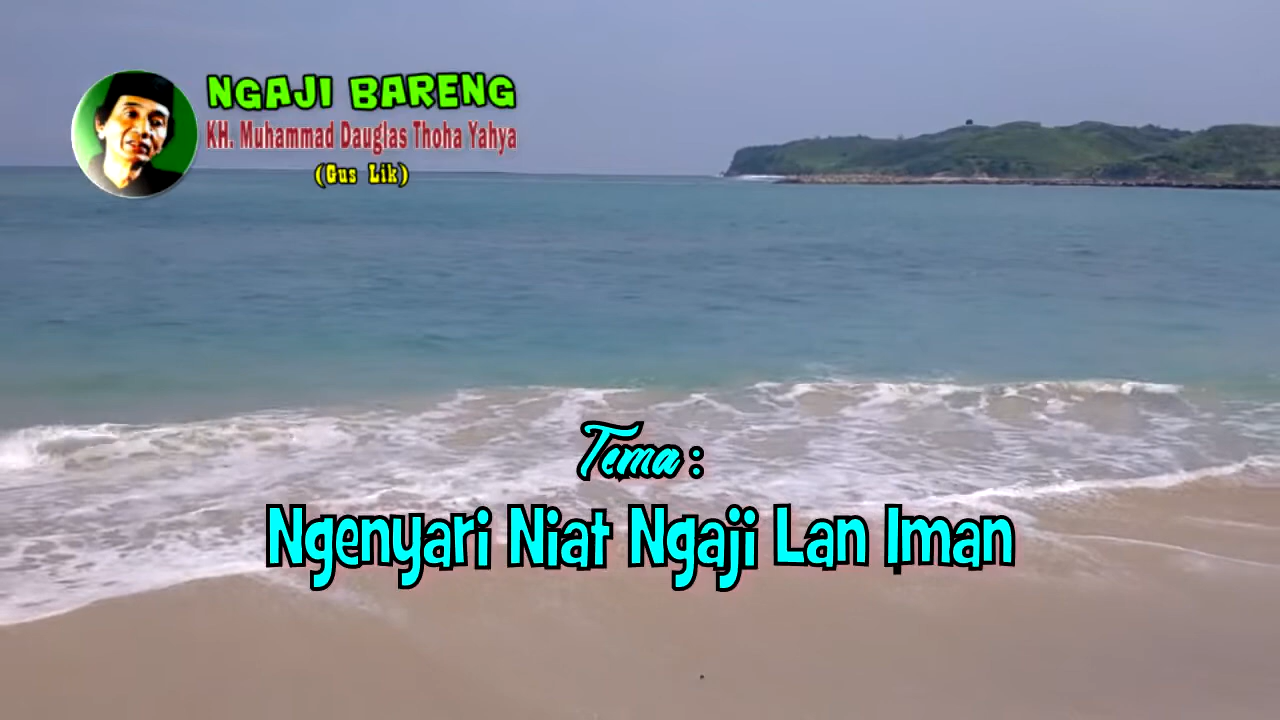 NGAJI BARENG
KH. Muhammad Dauglas Thoha Yahya
(Gus Lik)
Tema :
Ngenyari Niat Ngaji Lan Iman